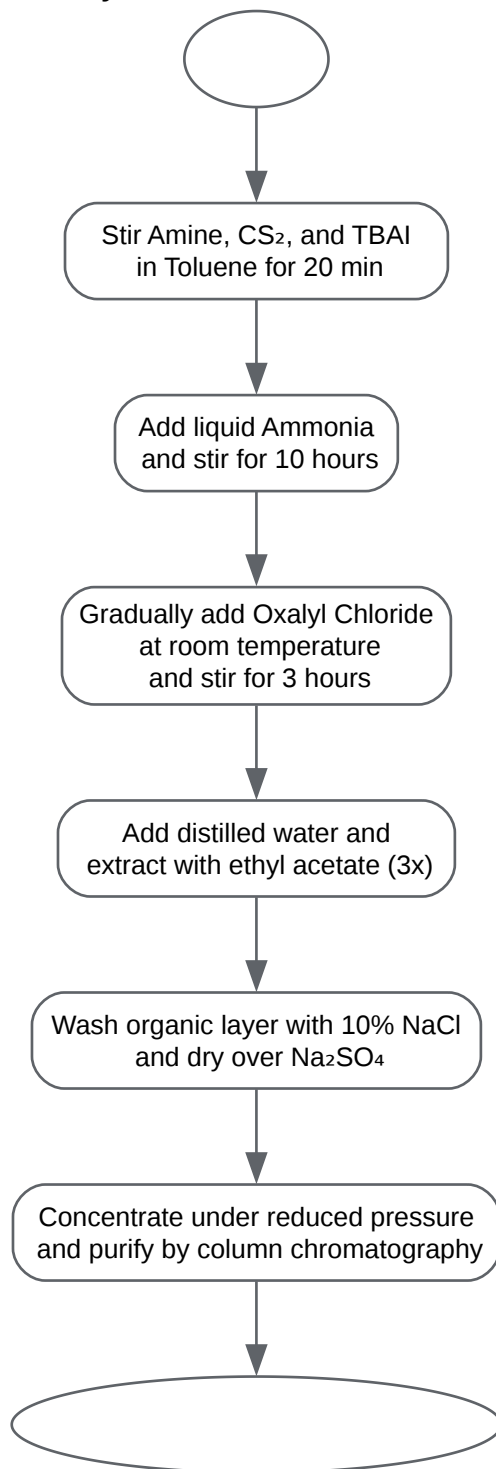 Stir Amine, CS₂, and TBAI
in Toluene for 20 min
Add liquid Ammonia
and stir for 10 hours
Gradually add Oxalyl Chloride
at room temperature
and stir for 3 hours
Add distilled water and
extract with ethyl acetate (3x)
Wash organic layer with 10% NaCl
and dry over Na₂SO₄
Concentrate under reduced pressure
and purify by column chromatography